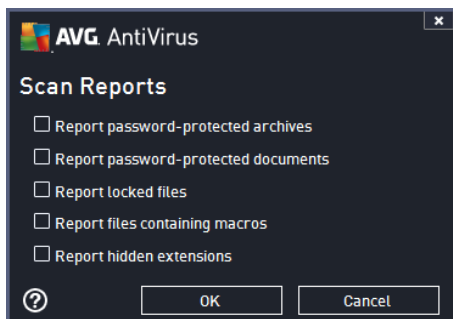 AVG. AntiVirus
Scan Reports
Report password-protected archives
Report password-protected documents
Report locked files
Report files containing macros
Report hidden extensions
? OK Cancel